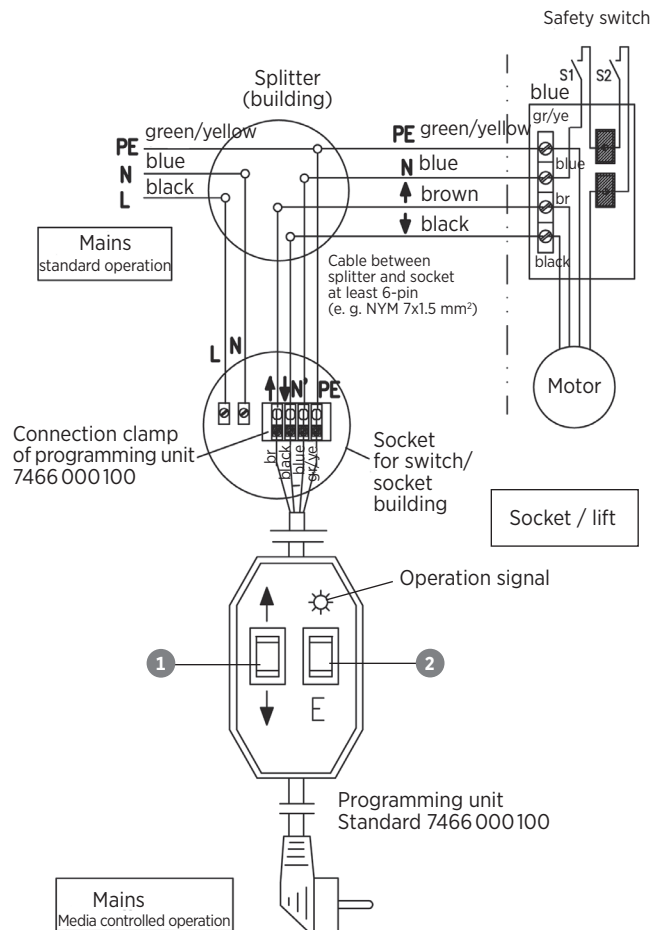 Safety switch
S1 S2
Splitter
(building)
blue
gr/ye
PE green/yellow
N blue
L black
PE green/yellow
N blue
brown
black
blue
br
black
Mains
standard operation
Cable between
splitter and socket
at least 6-pin
(e. g. NYM 7x1.5 mm²)
L N
N' PE
Motor
Connection clamp
of programming unit
7466 000 100
br
black
blue
gr/ye
Socket
for switch/
socket
building
Socket / lift
Operation signal
1
2
E
Programming unit
Standard 7466 000 100
Mains
Media controlled operation